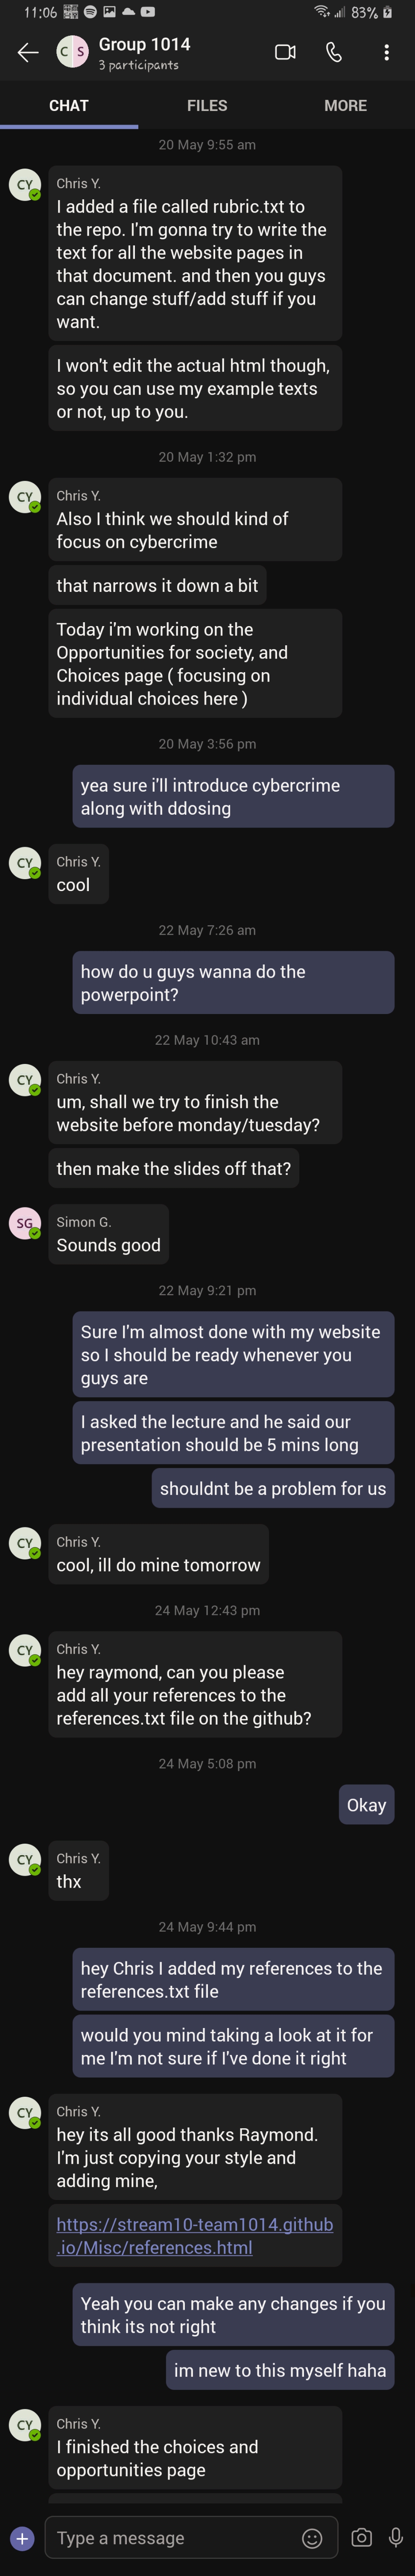 11:06
83%
C S
Group 1014
3 participants
CHAT
FILES
MORE
20 May 9:55 am
CY
Chris Y.
I added a file called rubric.txt to
the repo. I'm gonna try to write the
text for all the website pages in
that document. and then you guys
can change stuff/add stuff if you
want.
I won't edit the actual html though,
so you can use my example texts
or not, up to you.
20 May 1:32 pm
CY
Chris Y.
Also I think we should kind of
focus on cybercrime
that narrows it down a bit
Today i'm working on the
Opportunities for society, and
Choices page ( focusing on
individual choices here )
20 May 3:56 pm
yea sure i'll introduce cybercrime
along with ddosing
CY
Chris Y.
cool
22 May 7:26 am
how do u guys wanna do the
powerpoint?
22 May 10:43 am
CY
Chris Y.
um, shall we try to finish the
website before monday/tuesday?
then make the slides off that?
SG
Simon G.
Sounds good
22 May 9:21 pm
Sure I'm almost done with my website
so I should be ready whenever you
guys are
I asked the lecture and he said our
presentation should be 5 mins long
shouldnt be a problem for us
CY
Chris Y.
cool, ill do mine tomorrow
24 May 12:43 pm
CY
Chris Y.
hey raymond, can you please
add all your references to the
references.txt file on the github?
24 May 5:08 pm
Okay
CY
Chris Y.
thx
24 May 9:44 pm
hey Chris I added my references to the
references.txt file
would you mind taking a look at it for
me I'm not sure if I've done it right
CY
Chris Y.
hey its all good thanks Raymond.
I'm just copying your style and
adding mine,
https://stream10-team1014.github
.io/Misc/references.html
Yeah you can make any changes if you
think its not right
im new to this myself haha
CY
Chris Y.
I finished the choices and
opportunities page
Type a message